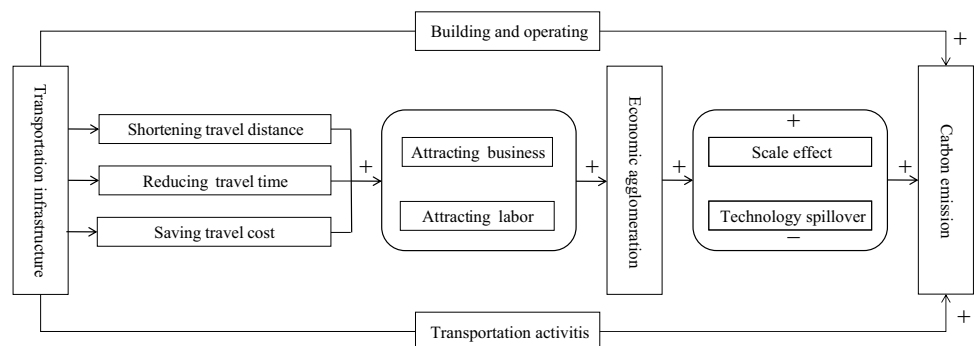 Building and operating
+
Transportation infrastructure
Shortening travel distance
Reducing travel time
Saving travel cost
+
Attracting business
Attracting labor
+
Economic agglomeration
+
+
Scale effect
Technology spillover
−
+
Carbon emission
Transportation activitis
+